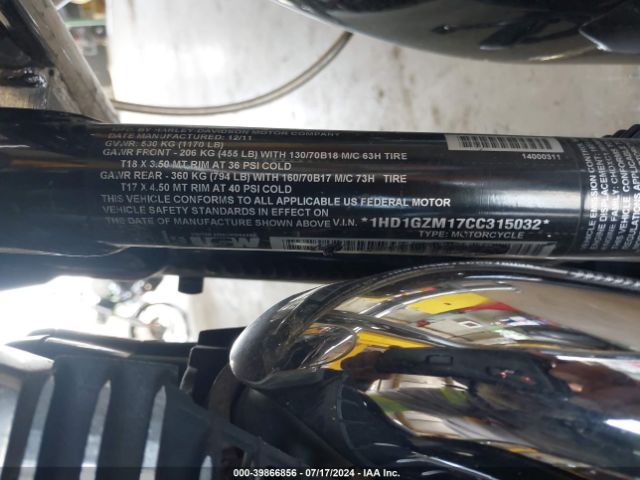 MFG. BY HARLEY-DAVIDSON MOTOR COMPANY
DATE MANUFACTURED: 12/11
GVWR: 530 KG (1170 LB)
GAWR FRONT - 206 KG (455 LB) WITH 130/70B18 M/C 63H TIRE
T18 X 3.50 MT RIM AT 36 PSI COLD
GAWR REAR - 360 KG (794 LB) WITH 160/70B17 M/C 73H TIRE
T17 X 4.50 MT RIM AT 40 PSI COLD
THIS VEHICLE CONFORMS TO ALL APPLICABLE US FEDERAL MOTOR
VEHICLE SAFETY STANDARDS IN EFFECT ON
THE DATE OF MANUFACTURE SHOWN ABOVE V.I.N. *1HD1GZM17CC315032*
TYPE: MOTORCYCLE
14000511
000-39866856 - 07/17/2024 - IAA Inc.